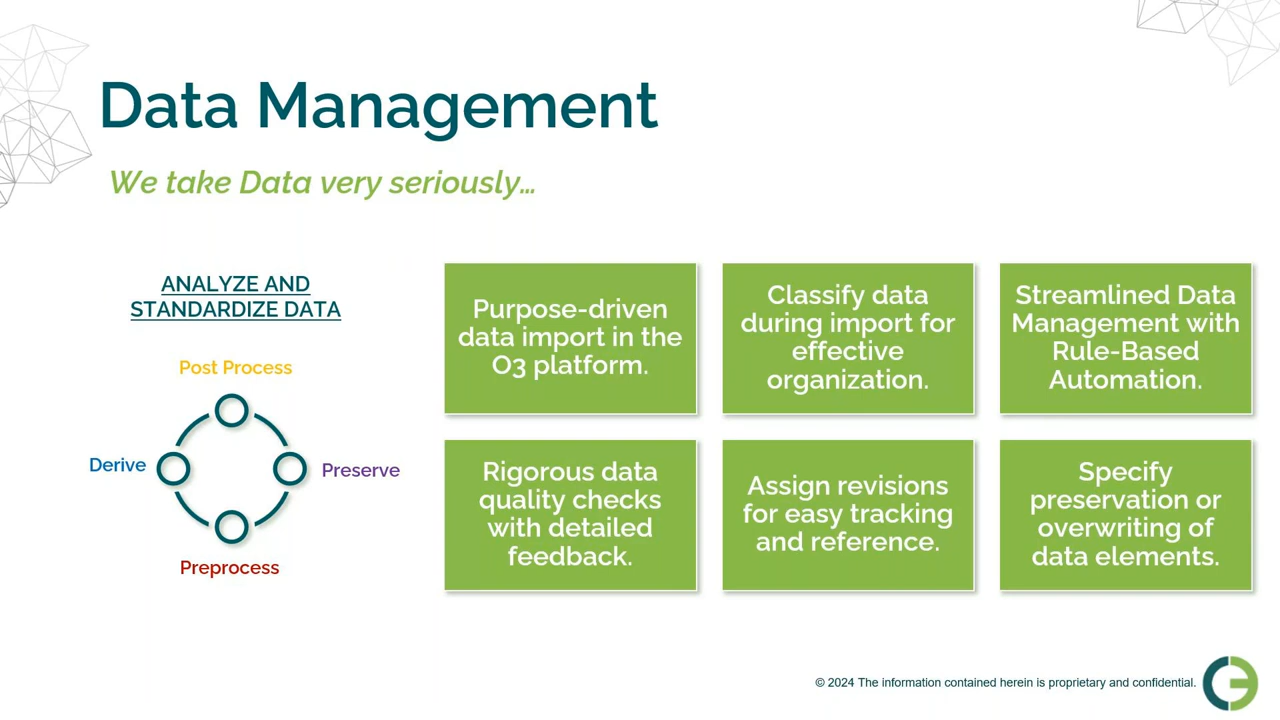 Data Management
We take Data very seriously...
ANALYZE AND
STANDARDIZE DATA
Post Process
Derive
Preserve
Preprocess
Purpose-driven
data import in the
O3 platform.
Classify data
during import for
effective
organization.
Streamlined Data
Management with
Rule-Based
Automation.
Rigorous data
quality checks
with detailed
feedback.
Assign revisions
for easy tracking
and reference.
Specify
preservation or
overwriting of
data elements.
© 2024 The information contained herein is proprietary and confidential.